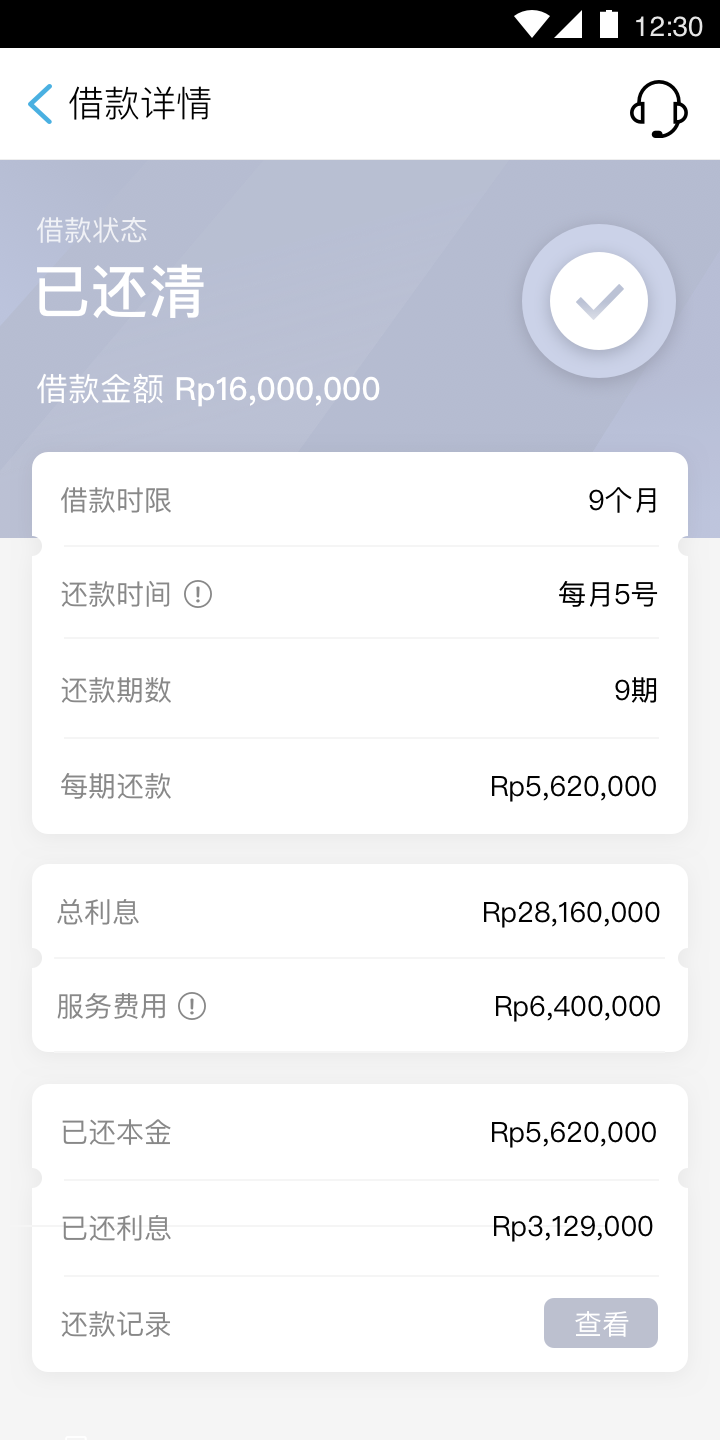 12:30
借款详情
借款状态
已还清
借款金额 Rp16,000,000
借款时限 9个月
还款时间 每月5号
还款期数 9期
每期还款 Rp5,620,000
总利息 Rp28,160,000
服务费用 Rp6,400,000
已还本金 Rp5,620,000
已还利息 Rp3,129,000
还款记录 查看